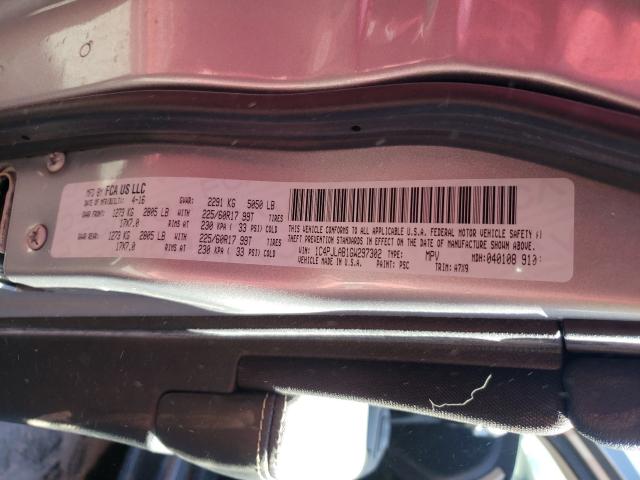 MFD BY FCA US LLC
DATE OF MFR/BUILT: 4-16 GVWR: 2291 KG 5050 LB
GAWR FRONT: 1273 KG 2805 LB WITH 225/60R17 99T TIRES
17X7.0 RIMS AT 230 KPA ( 33 PSI) COLD
GAWR REAR: 1273 KG 2805 LB WITH 225/60R17 99T TIRES
17X7.0 RIMS AT 230 KPA ( 33 PSI) COLD
THIS VEHICLE CONFORMS TO ALL APPLICABLE U.S.A. FEDERAL MOTOR VEHICLE SAFETY ()
THEFT PREVENTION STANDARDS IN EFFECT ON THE DATE OF MANUFACTURE SHOWN ABOVE.
VIN: 1C4PJLAB1GW297302 TYPE: MPV MDH: 040108 910
VEHICLE MADE IN U.S.A. PAINT: PSC TRIM: A7X9